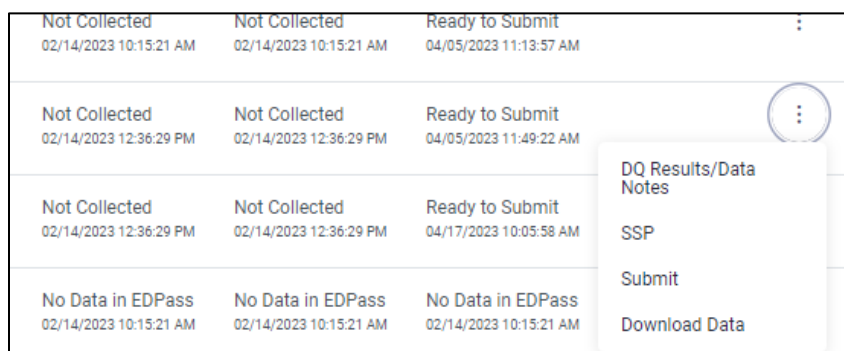 Not Collected Not Collected Ready to Submit
02/14/2023 10:15:21 AM 02/14/2023 10:15:21 AM 04/05/2023 11:13:57 AM
Not Collected Not Collected Ready to Submit
02/14/2023 12:36:29 PM 02/14/2023 12:36:29 PM 04/05/2023 11:49:22 AM
DQ Results/Data
Notes
Not Collected Not Collected Ready to Submit
02/14/2023 12:36:29 PM 02/14/2023 12:36:29 PM 04/17/2023 10:05:58 AM
SSP
Submit
No Data in EDPass No Data in EDPass No Data in EDPass
02/14/2023 10:15:21 AM 02/14/2023 10:15:21 AM 02/14/2023 10:15:21 AM
Download Data